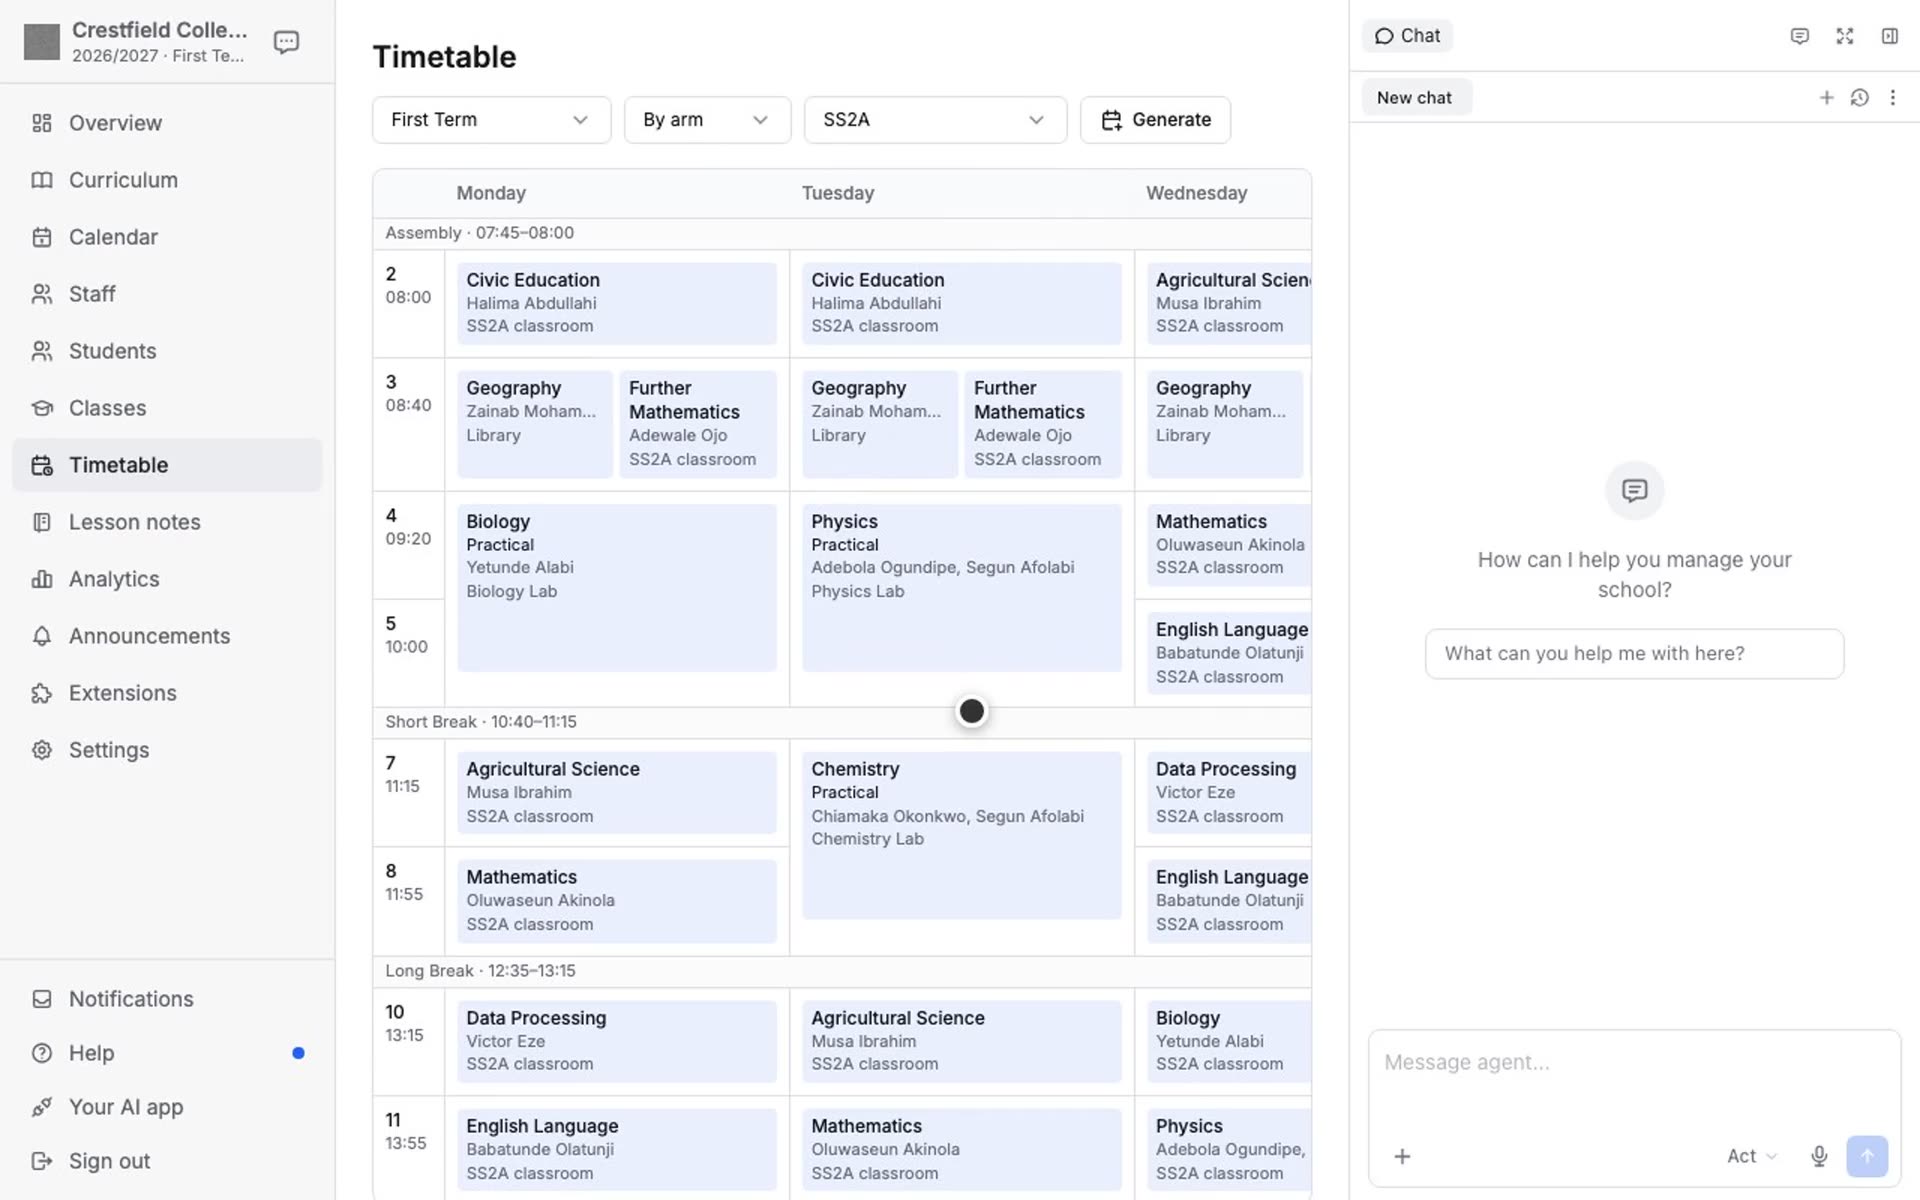 Crestfield Colle...
2026/2027 · First Te...
Overview
Curriculum
Calendar
Staff
Students
Classes
Timetable
Lesson notes
Analytics
Announcements
Extensions
Settings
Notifications
Help
Your AI app
Sign out
Timetable
First Term
By arm
SS2A
Generate
Monday
Tuesday
Wednesday
Assembly · 07:45–08:00
2
08:00
Civic Education
Halima Abdullahi
SS2A classroom
Civic Education
Halima Abdullahi
SS2A classroom
Agricultural Scien
Musa Ibrahim
SS2A classroom
3
08:40
Geography
Zainab Moham...
Library
Further
Mathematics
Adewale Ojo
SS2A classroom
Geography
Zainab Moham...
Library
Further
Mathematics
Adewale Ojo
SS2A classroom
Geography
Zainab Moham...
Library
4
09:20
Biology
Practical
Yetunde Alabi
Biology Lab
Physics
Practical
Adebola Ogundipe, Segun Afolabi
Physics Lab
Mathematics
Oluwaseun Akinola
SS2A classroom
5
10:00
English Language
Babatunde Olatunji
SS2A classroom
Short Break · 10:40–11:15
7
11:15
Agricultural Science
Musa Ibrahim
SS2A classroom
Chemistry
Practical
Chiamaka Okonkwo, Segun Afolabi
Chemistry Lab
Data Processing
Victor Eze
SS2A classroom
8
11:55
Mathematics
Oluwaseun Akinola
SS2A classroom
English Language
Babatunde Olatunji
SS2A classroom
Long Break · 12:35–13:15
10
13:15
Data Processing
Victor Eze
SS2A classroom
Agricultural Science
Musa Ibrahim
SS2A classroom
Biology
Yetunde Alabi
SS2A classroom
11
13:55
English Language
Babatunde Olatunji
SS2A classroom
Mathematics
Oluwaseun Akinola
SS2A classroom
Physics
Adebola Ogundipe,
SS2A classroom
Chat
New chat
How can I help you manage your
school?
What can you help me with here?
Message agent...
Act